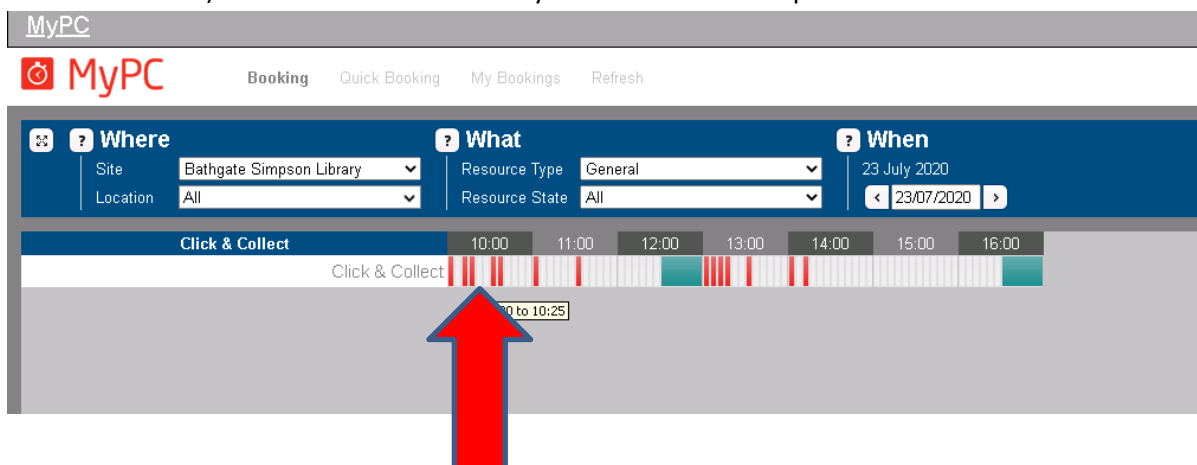 MyPC
MyPC Booking Quick Booking My Bookings Refresh
? Where ? What ? When
Site Bathgate Simpson Library Resource Type General 23 July 2020
Location All Resource State All < 23/07/2020 >
Click & Collect 10:00 11:00 12:00 13:00 14:00 15:00 16:00
Click & Collect
to 10:25